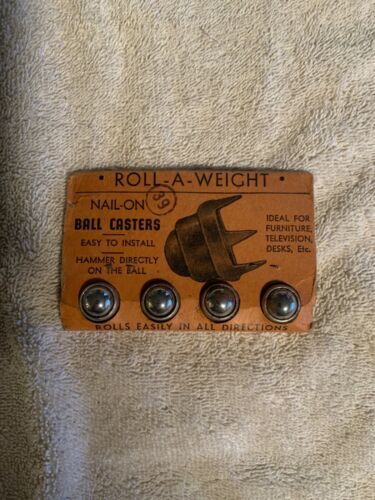 ROLL-A-WEIGHT
NAIL-ON
39
BALL CASTERS
EASY TO INSTALL
HAMMER DIRECTLY
ON THE BALL
IDEAL FOR
FURNITURE,
TELEVISION,
DESKS, Etc.
ROLLS EASILY IN ALL DIRECTIONS